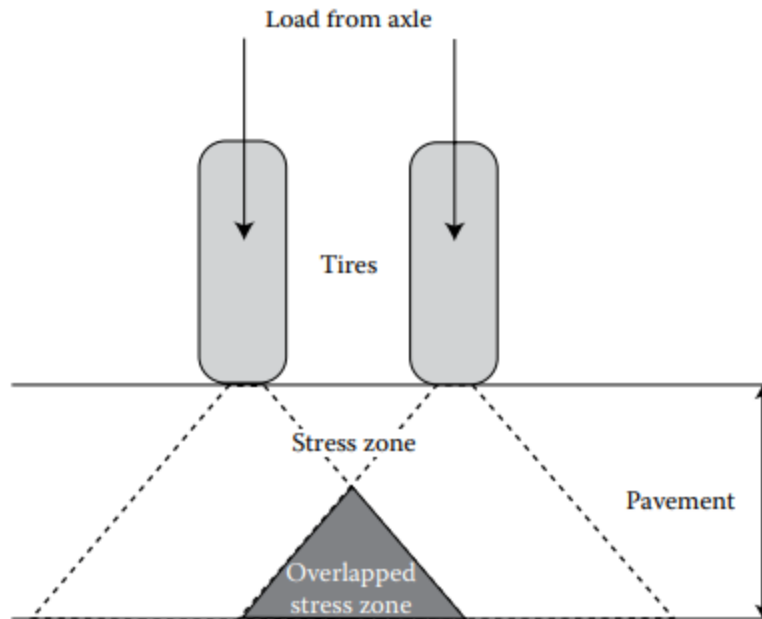 Load from axle
Tires
Stress zone
Pavement
Overlapped
stress zone